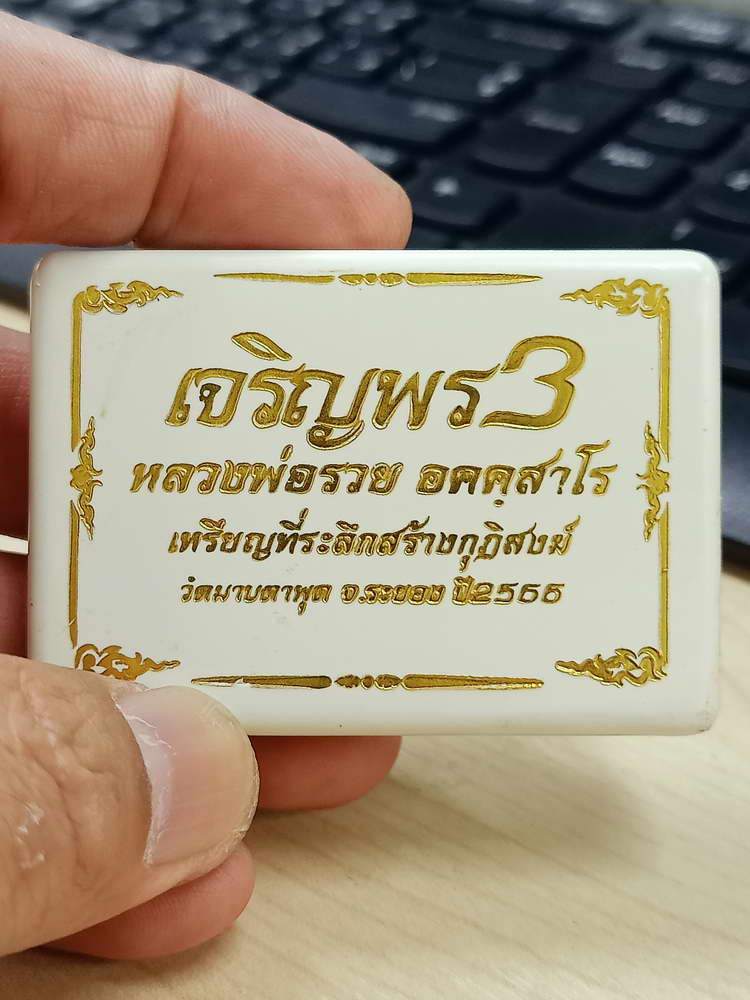 เจริญพร3
หลวงพ่อรวย อคฺคฺสาโร
เหรียญที่ระลึกสร้างกุฏิสงฆ์
วัดมาบตาพุด จ.ระยอง ปี2566